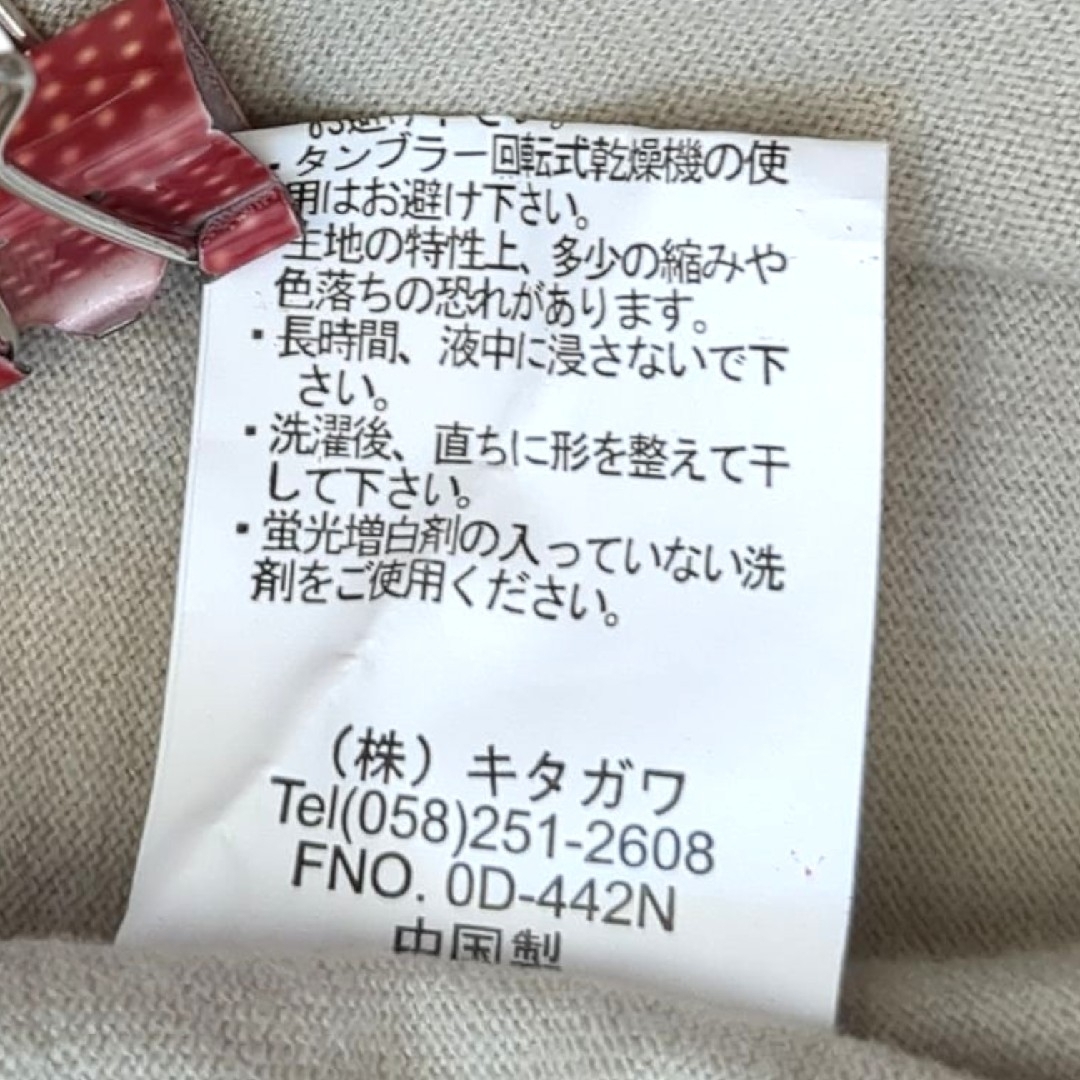 ・タンブラー回転式乾燥機の使
用はお避け下さい。
生地の特性上、多少の縮みや
色落ちの恐れがあります。
・長時間、液中に浸さないで下
さい。
・洗濯後、直ちに形を整えて干
して下さい。
・蛍光増白剤の入っていない洗
剤をご使用ください。
（株）キタガワ
Tel(058)251-2608
FNO. 0D-442N
中国製